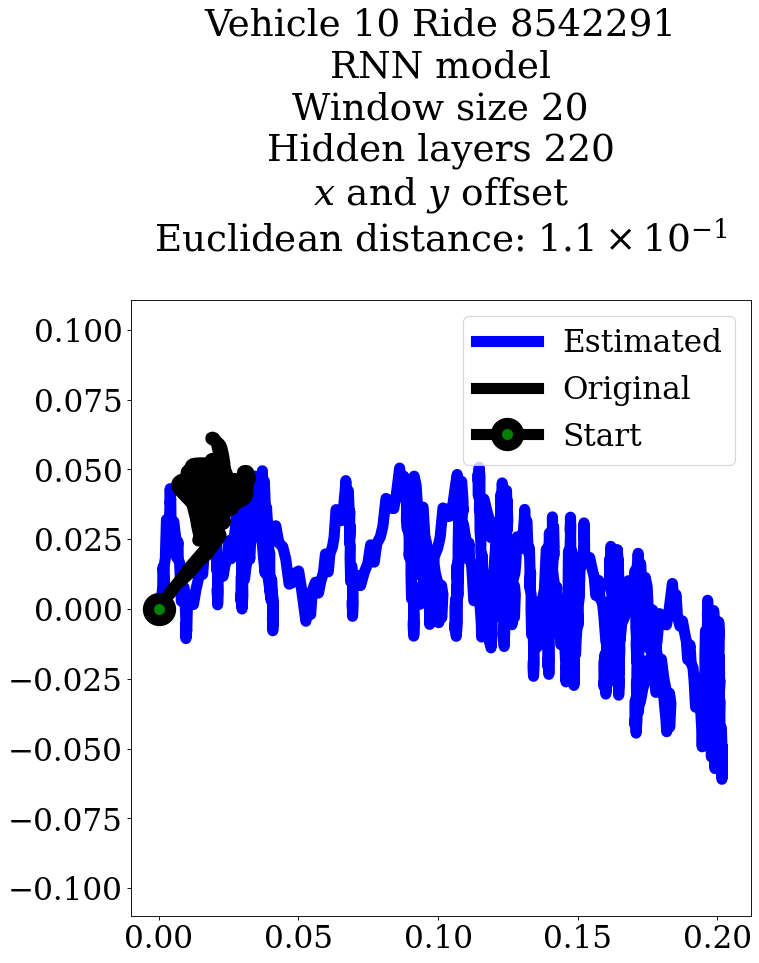 Vehicle 10 Ride 8542291
RNN model
Window size 20
Hidden layers 220
x and y offset
Euclidean distance: 1.1 × 10⁻¹
Estimated
Original
Start
0.100
0.075
0.050
0.025
0.000
−0.025
−0.050
−0.075
−0.100
0.00 0.05 0.10 0.15 0.20